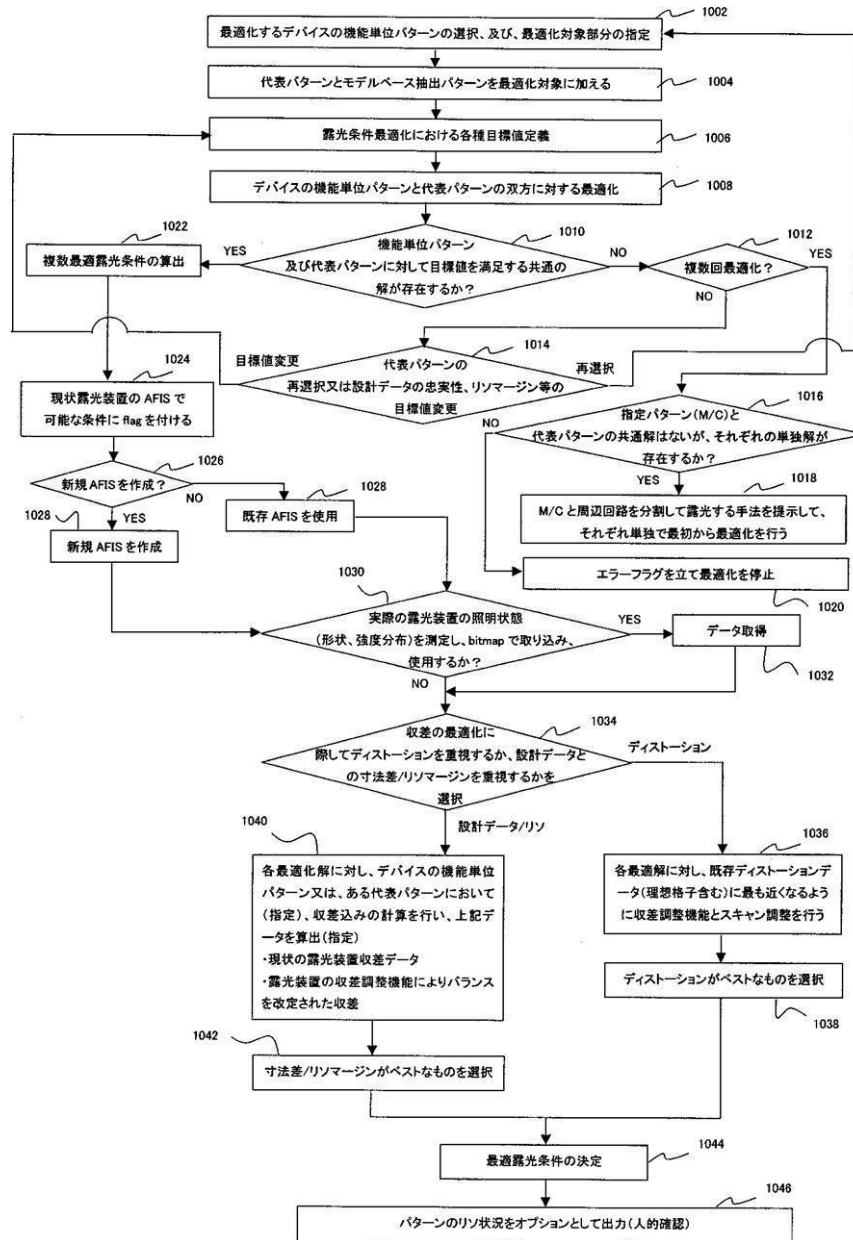 1002
最適化するデバイスの機能単位パターンの選択、及び、最適化対象部分の指定
1004
代表パターンとモデルベース抽出パターンを最適化対象に加える
1006
露光条件最適化における各種目標値定義
1008
デバイスの機能単位パターンと代表パターンの双方に対する最適化
1010
機能単位パターン
及び代表パターンに対して目標値を満足する共通の
解が存在するか?
YES
NO
1022
複数最適露光条件の算出
1012
複数回最適化?
YES
NO
1014
代表パターンの
再選択又は設計データの忠実性、リソマージン等の
目標値変更
目標値変更
再選択
1024
現状露光装置の AFIS で
可能な条件に flag を付ける
1016
指定パターン(M/C)と
代表パターンの共通解はないが、それぞれの単独解が
存在するか?
NO
YES
1018
M/C と周辺回路を分割して露光する手法を提示して、
それぞれ単独で最初から最適化を行う
エラーフラグを立て最適化を停止
1020
1026
新規 AFIS を作成?
NO
YES
1028
既存 AFIS を使用
1028
新規 AFIS を作成
1030
実際の露光装置の照明状態
(形状、強度分布)を測定し、bitmap で取り込み、
使用するか?
YES
NO
データ取得
1032
1034
収差の最適化に
際してディストーションを重視するか、設計データと
の寸法差/リソマージンを重視するかを
選択
ディストーション
設計データ/リソ
1040
各最適化解に対し、デバイスの機能単位
パターン又は、ある代表パターンにおいて
(指定)、収差込みの計算を行い、上記デ
ータを算出(指定)
・現状の露光装置収差データ
・露光装置の収差調整機能によりバランス
を改定された収差
1036
各最適解に対し、既存ディストーションデ
ータ(理想格子含む)に最も近くなるよう
に収差調整機能とスキャン調整を行う
ディストーションがベストなものを選択
1038
1042
寸法差/リソマージンがベストなものを選択
1044
最適露光条件の決定
1046
パターンのリソ状況をオプションとして出力(人的確認)